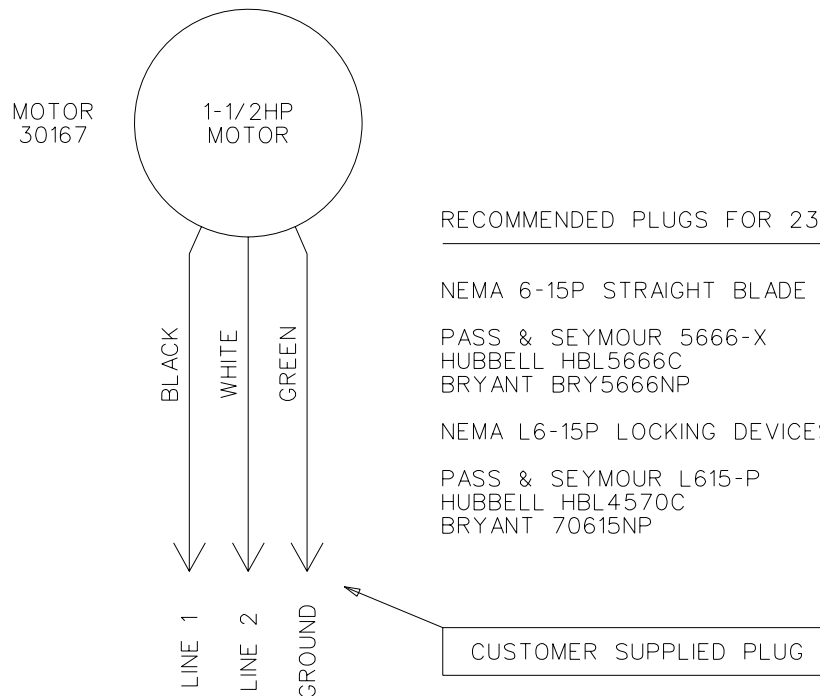 MOTOR
30167
1-1/2HP
MOTOR
RECOMMENDED PLUGS FOR 23
NEMA 6-15P STRAIGHT BLADE
PASS & SEYMOUR 5666-X
HUBBELL HBL5666C
BRYANT BRY5666NP
NEMA L6-15P LOCKING DEVICES
PASS & SEYMOUR L615-P
HUBBELL HBL4570C
BRYANT 70615NP
BLACK
WHITE
GREEN
LINE 1
LINE 2
GROUND
CUSTOMER SUPPLIED PLUG